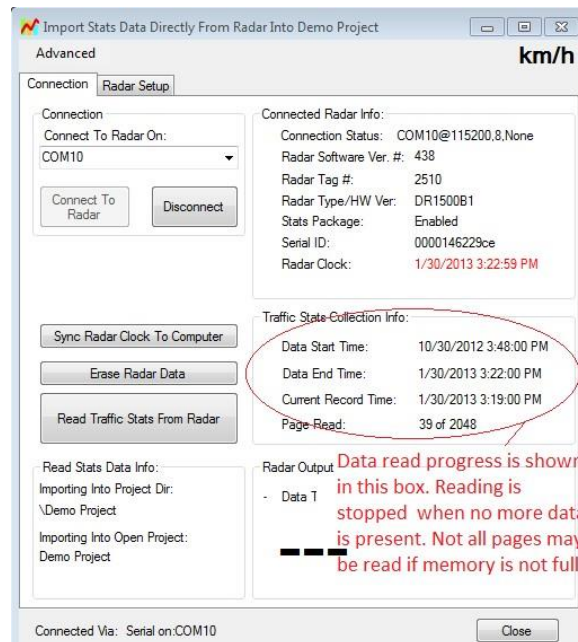 Import Stats Data Directly From Radar Into Demo Project
Advanced
km/h
Connection
Radar Setup
Connection
Connect To Radar On:
COM10
Connect To
Radar
Disconnect
Connected Radar Info:
Connection Status: COM10@115200,8,None
Radar Software Ver. #: 438
Radar Tag #: 2510
Radar Type/HW Ver: DR1500B1
Stats Package: Enabled
Serial ID: 0000146229ce
Radar Clock: 1/30/2013 3:22:59 PM
Sync Radar Clock To Computer
Erase Radar Data
Read Traffic Stats From Radar
Traffic Stats Collection Info:
Data Start Time: 10/30/2012 3:48:00 PM
Data End Time: 1/30/2013 3:22:00 PM
Current Record Time: 1/30/2013 3:19:00 PM
Page Read: 39 of 2048
Read Stats Data Info:
Importing Into Project Dir:
\Demo Project
Importing Into Open Project:
Demo Project
Radar Output
- Data T
---
Data read progress is shown
in this box. Reading is
stopped when no more data
is present. Not all pages may
be read if memory is not full
Connected Via: Serial on:COM10
Close